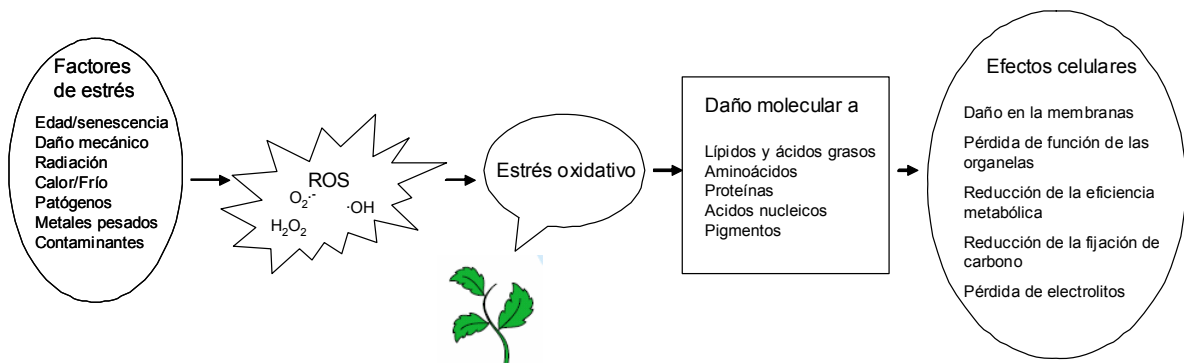 Factores
de estrés
Edad/senescencia
Daño mecánico
Radiación
Calor/Frío
Patógenos
Metales pesados
Contaminantes
ROS
O₂·-
·OH
H₂O₂
Estrés oxidativo
Daño molecular a
Lípidos y ácidos grasos
Aminoácidos
Proteínas
Acidos nucleicos
Pigmentos
Efectos celulares
Daño en la membranas
Pérdida de función de las
organelas
Reducción de la eficiencia
metabólica
Reducción de la fijación de
carbono
Pérdida de electrolitos